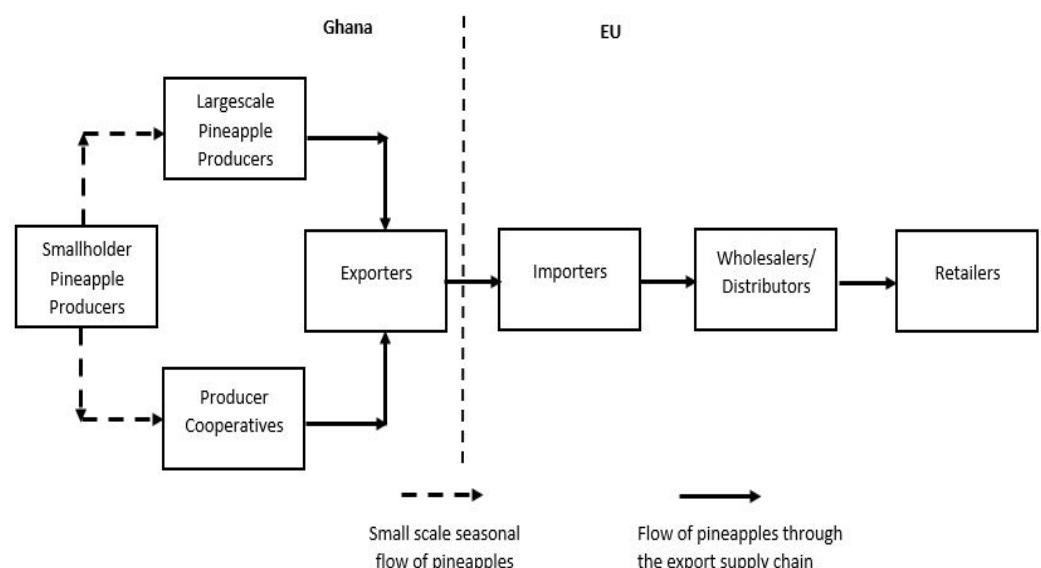 Ghana
EU
Largescale
Pineapple
Producers
Smallholder
Pineapple
Producers
Exporters
Importers
Wholesalers/
Distributors
Retailers
Producer
Cooperatives
Small scale seasonal
flow of pineapples
Flow of pineapples through
the export supply chain